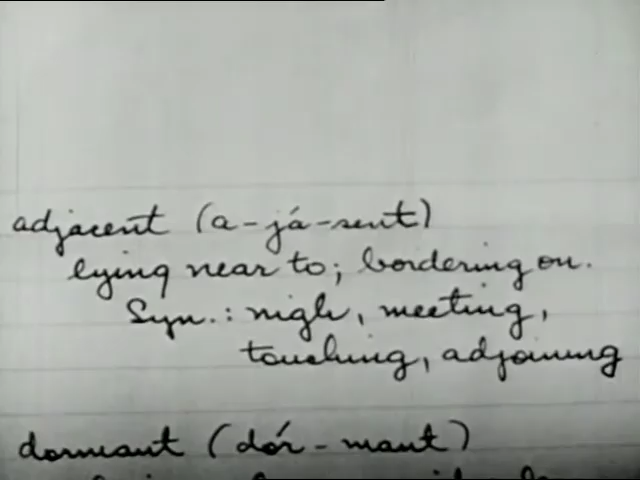 adjacent (a-já-sent)
lying near to; bordering on.
Syn.: nigh, meeting,
touching, adjoining
dormant (dór-mant)